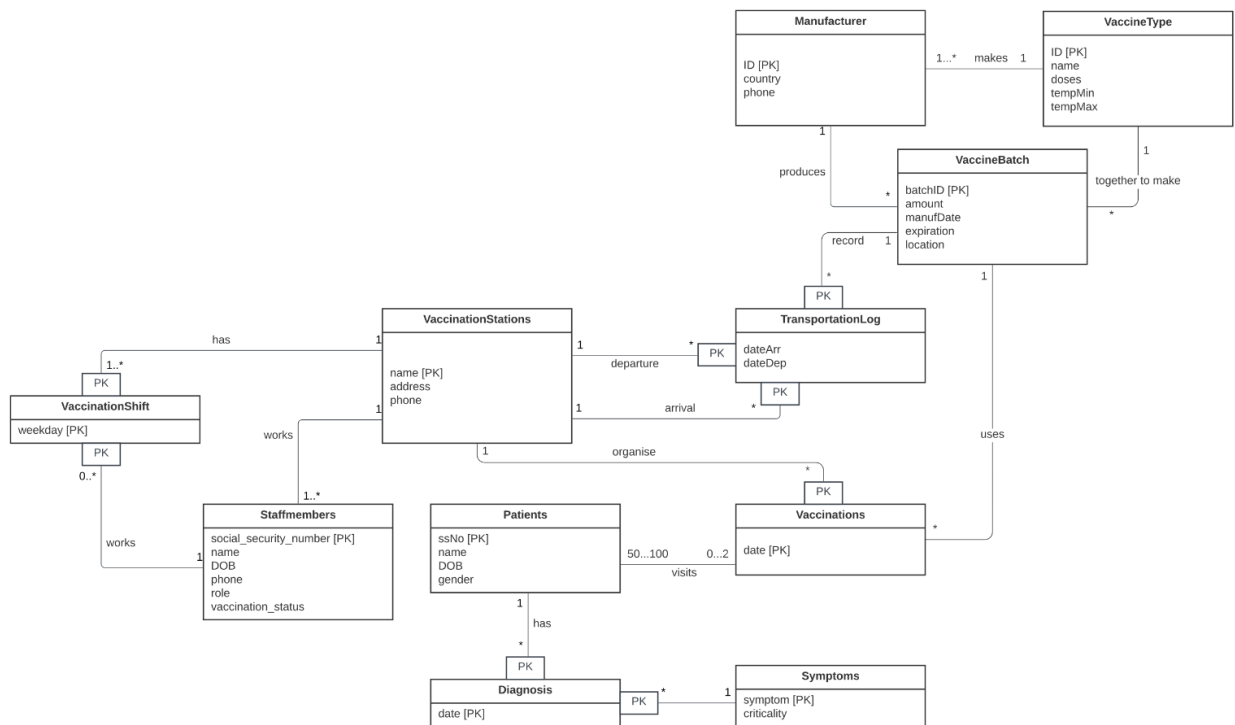 Manufacturer
ID [PK]
country
phone
1...* makes 1
VaccineType
ID [PK]
name
doses
tempMin
tempMax
1
produces
*
1
together to make
*
VaccineBatch
batchID [PK]
amount
manufDate
expiration
location
record 1
*
PK
1
uses
*
TransportationLog
dateArr
dateDep
PK
PK
VaccinationStations
name [PK]
address
phone
1
departure
*
1
arrival
*
has
1
1..*
PK
VaccinationShift
weekday [PK]
PK
0..*
works
1
1
works
1..*
Staffmembers
social_security_number [PK]
name
DOB
phone
role
vaccination_status
1
organise
*
PK
Vaccinations
date [PK]
Patients
ssNo [PK]
name
DOB
gender
50...100 0...2
visits
1
has
*
PK
Diagnosis
date [PK]
PK
* 1
Symptoms
symptom [PK]
criticality